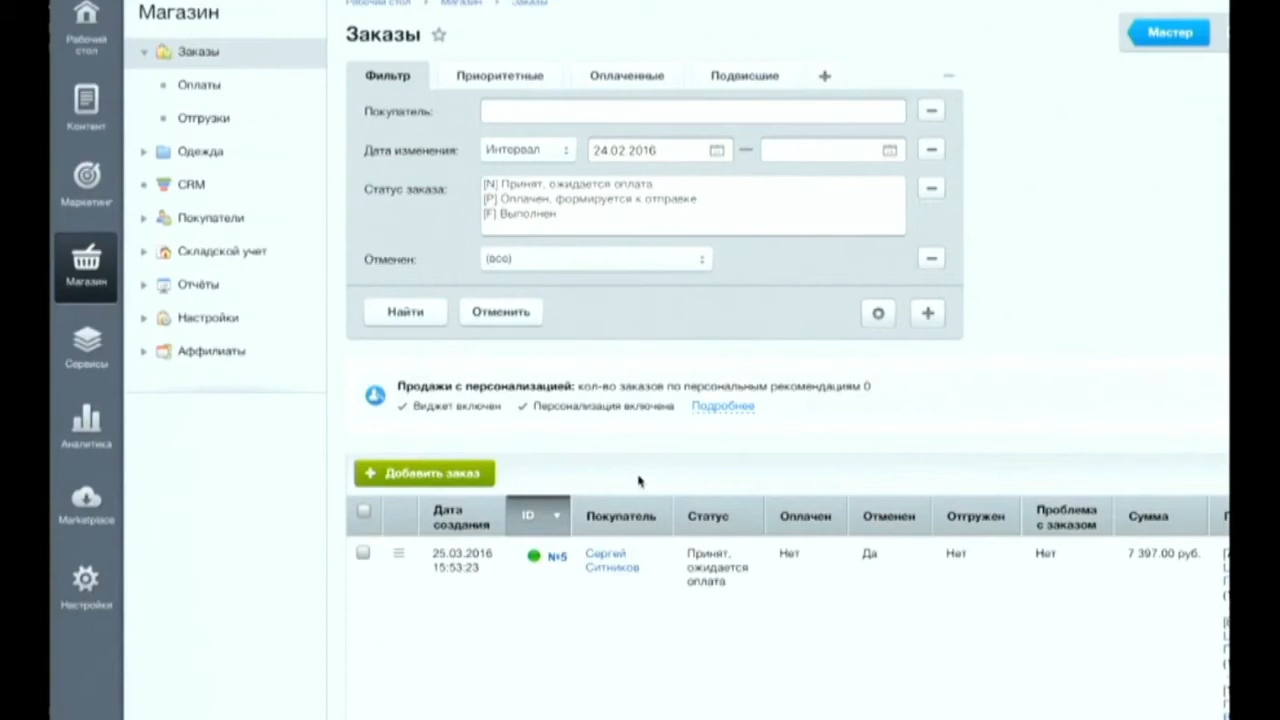 Рабочий стол
Магазин
Заказы
Рабочий
стол
Контент
Маркетинг
Магазин
Сервисы
Аналитика
Marketplace
Настройки
Магазин
Заказы
Оплаты
Отгрузки
Одежда
CRM
Покупатели
Складской учет
Отчёты
Настройки
Аффилиаты
Заказы
Мастер
Фильтр Приоритетные Оплаченные Подвисшие
Покупатель:
Дата изменения: Интервал 24.02.2016
Статус заказа: [N] Принят, ожидается оплата
[P] Оплачен, формируется к отправке
[F] Выполнен
Отменен: (все)
Найти Отменить
Продажи с персонализацией: кол-во заказов по персональным рекомендациям 0
Виджет включен Персонализация включена Подробнее
Добавить заказ
Дата
создания
ID
Покупатель
Статус
Оплачен
Отменен
Отгружен
Проблема
с заказом
Сумма
25.03.2016
15:53:23
№5
Сергей
Ситников
Принят,
ожидается
оплата
Нет
Да
Нет
Нет
7 397.00 руб.